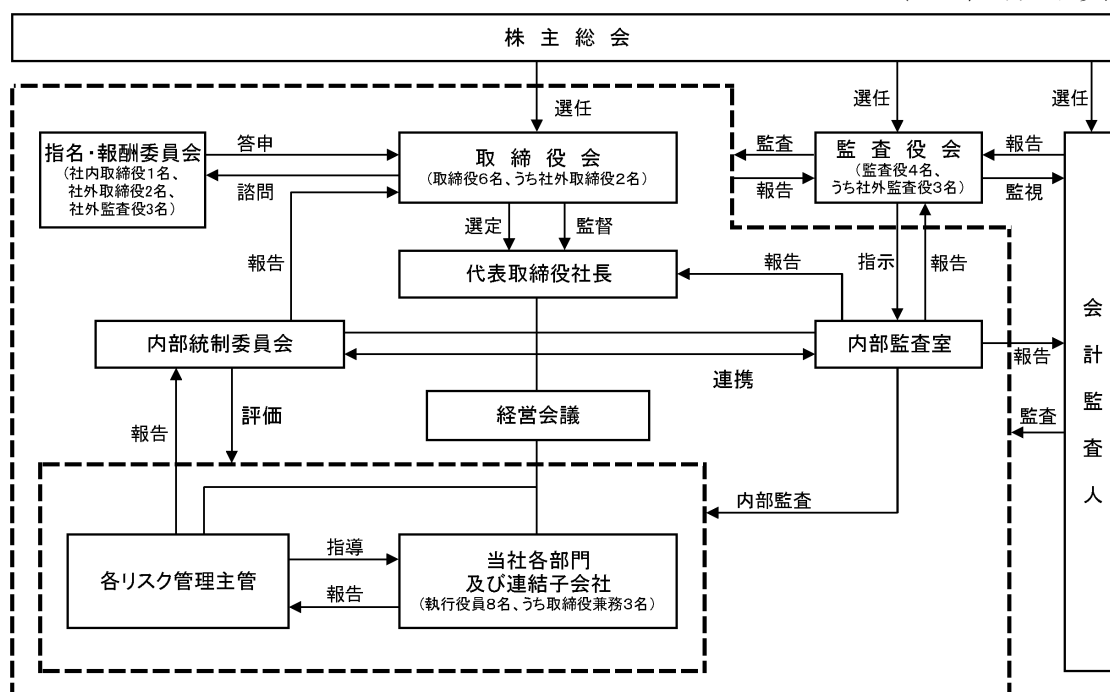 株主総会
選任
選任
選任
指名・報酬委員会
(社内取締役1名、
社外取締役2名、
社外監査役3名)
答申
諮問
取締役会
(取締役6名、うち社外取締役2名)
監査
報告
監査役会
(監査役4名、
うち社外監査役3名)
報告
監視
選定
監督
報告
代表取締役社長
報告
指示
報告
会計監査人
内部統制委員会
内部監査室
報告
連携
評価
報告
経営会議
監査
内部監査
各リスク管理主管
指導
報告
当社各部門
及び連結子会社
(執行役員8名、うち取締役兼務3名)